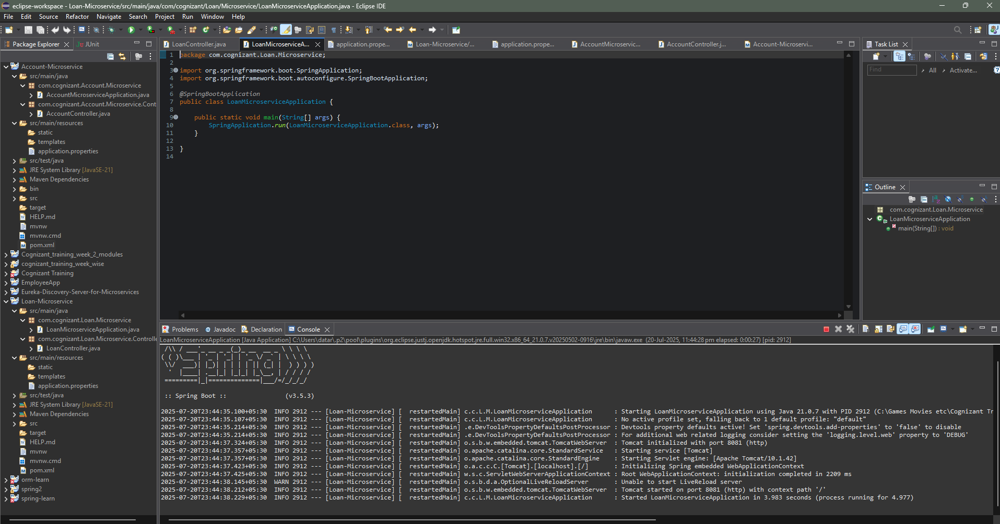 eclipse-workspace - Loan-Microservice/src/main/java/com/cognizant/Loan/Microservice/LoanMicroserviceApplication.java - Eclipse IDE
File Edit Source Refactor Navigate Search Project Run Window Help
Package Explorer JUnit
Account-Microservice
src/main/java
com.cognizant.Account.Microservice
AccountMicroserviceApplication.java
com.cognizant.Account.Microservice.Cont
AccountController.java
src/main/resources
static
templates
application.properties
src/test/java
JRE System Library [JavaSE-21]
Maven Dependencies
bin
src
target
HELP.md
mvnw
mvnw.cmd
pom.xml
Cognizant_training_week_2_modules
cognizant_training_week_wise
Cognizant Training
EmployeeApp
Eureka-Discovery-Server-for-Microservices
Loan-Microservice
src/main/java
com.cognizant.Loan.Microservice
LoanMicroserviceApplication.java
com.cognizant.Loan.Microservice.Controlle
LoanController.java
src/main/resources
static
templates
application.properties
src/test/java
JRE System Library [JavaSE-21]
Maven Dependencies
src
target
HELP.md
mvnw
mvnw.cmd
pom.xml
orm-learn
spring2
spring-learn
LoanController.java LoanMicroserviceA... application.prope... Loan-Microservice/... application.prope... AccountMicroservic... AccountController.j... Account-Microservi...
1 package com.cognizant.Loan.Microservice;
2
3 import org.springframework.boot.SpringApplication;
4 import org.springframework.boot.autoconfigure.SpringBootApplication;
5
6 @SpringBootApplication
7 public class LoanMicroserviceApplication {
8
9 public static void main(String[] args) {
10 SpringApplication.run(LoanMicroserviceApplication.class, args);
11 }
12
13 }
14
Task List
Find All Activate...
Outline
com.cognizant.Loan.Microservice
LoanMicroserviceApplication
main(String[]) : void
Problems Javadoc Declaration Console
LoanMicroserviceApplication [Java Application] C:\Users\datar\.p2\pool\plugins\org.eclipse.justj.openjdk.hotspot.jre.full.win32.x86_64_21.0.7.v20250502-0916\jre\bin\javaw.exe (20-Jul-2025, 11:44:28 pm elapsed: 0:00:27) [pid: 2912]
:: Spring Boot :: (v3.5.3)
2025-07-20T23:44:35.100+05:30 INFO 2912 --- [Loan-Microservice] [ restartedMain] c.c.L.M.LoanMicroserviceApplication : Starting LoanMicroserviceApplication using Java 21.0.7 with PID 2912 (C:\Games Movies etc\Cognizant Tr
2025-07-20T23:44:35.107+05:30 INFO 2912 --- [Loan-Microservice] [ restartedMain] c.c.L.M.LoanMicroserviceApplication : No active profile set, falling back to 1 default profile: "default"
2025-07-20T23:44:35.214+05:30 INFO 2912 --- [Loan-Microservice] [ restartedMain] .e.DevToolsPropertyDefaultsPostProcessor : Devtools property defaults active! Set 'spring.devtools.add-properties' to 'false' to disable
2025-07-20T23:44:35.214+05:30 INFO 2912 --- [Loan-Microservice] [ restartedMain] .e.DevToolsPropertyDefaultsPostProcessor : For additional web related logging consider setting the 'logging.level.web' property to 'DEBUG'
2025-07-20T23:44:37.324+05:30 INFO 2912 --- [Loan-Microservice] [ restartedMain] o.s.b.w.embedded.tomcat.TomcatWebServer : Tomcat initialized with port 8081 (http)
2025-07-20T23:44:37.357+05:30 INFO 2912 --- [Loan-Microservice] [ restartedMain] o.apache.catalina.core.StandardService : Starting service [Tomcat]
2025-07-20T23:44:37.357+05:30 INFO 2912 --- [Loan-Microservice] [ restartedMain] o.apache.catalina.core.StandardEngine : Starting Servlet engine: [Apache Tomcat/10.1.42]
2025-07-20T23:44:37.423+05:30 INFO 2912 --- [Loan-Microservice] [ restartedMain] o.a.c.c.C.[Tomcat].[localhost].[/] : Initializing Spring embedded WebApplicationContext
2025-07-20T23:44:37.425+05:30 INFO 2912 --- [Loan-Microservice] [ restartedMain] w.s.c.ServletWebServerApplicationContext : Root WebApplicationContext: initialization completed in 2209 ms
2025-07-20T23:44:38.145+05:30 WARN 2912 --- [Loan-Microservice] [ restartedMain] o.s.b.d.a.OptionalLiveReloadServer : Unable to start LiveReload server
2025-07-20T23:44:38.212+05:30 INFO 2912 --- [Loan-Microservice] [ restartedMain] o.s.b.w.embedded.tomcat.TomcatWebServer : Tomcat started on port 8081 (http) with context path '/'
2025-07-20T23:44:38.229+05:30 INFO 2912 --- [Loan-Microservice] [ restartedMain] c.c.L.M.LoanMicroserviceApplication : Started LoanMicroserviceApplication in 3.983 seconds (process running for 4.977)